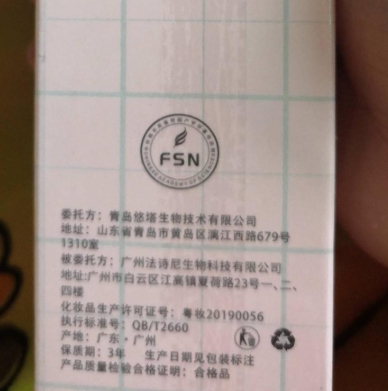 FSN
委托方：青岛悠塔生物技术有限公司
地址：山东省青岛市黄岛区漓江西路679号
1310室
被委托方：广州法诗尼生物科技有限公司
地址:广州市白云区江高镇夏荷路23号一、二、
四楼
化妆品生产许可证号：粤妆20190056
执行标准号：QB/T2660
产地：广东·广州
保质期：3年 生产日期见包装标注
产品质量检验合格证明：合格品